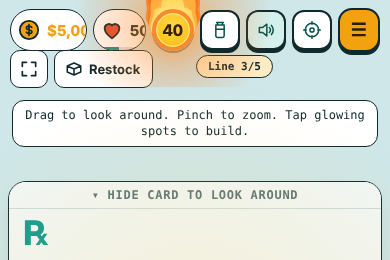 $5,00
50
40
Restock
Line 3/5
Drag to look around. Pinch to zoom. Tap glowing
spots to build.
▾ HIDE CARD TO LOOK AROUND
℞